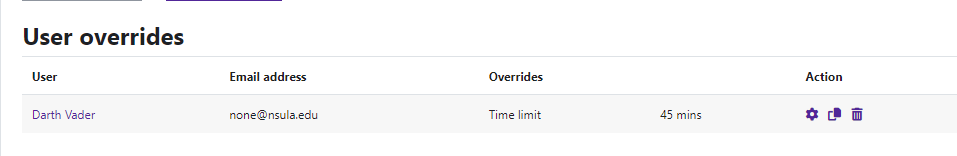 User overrides
User Email address Overrides Action
Darth Vader none@nsula.edu Time limit 45 mins